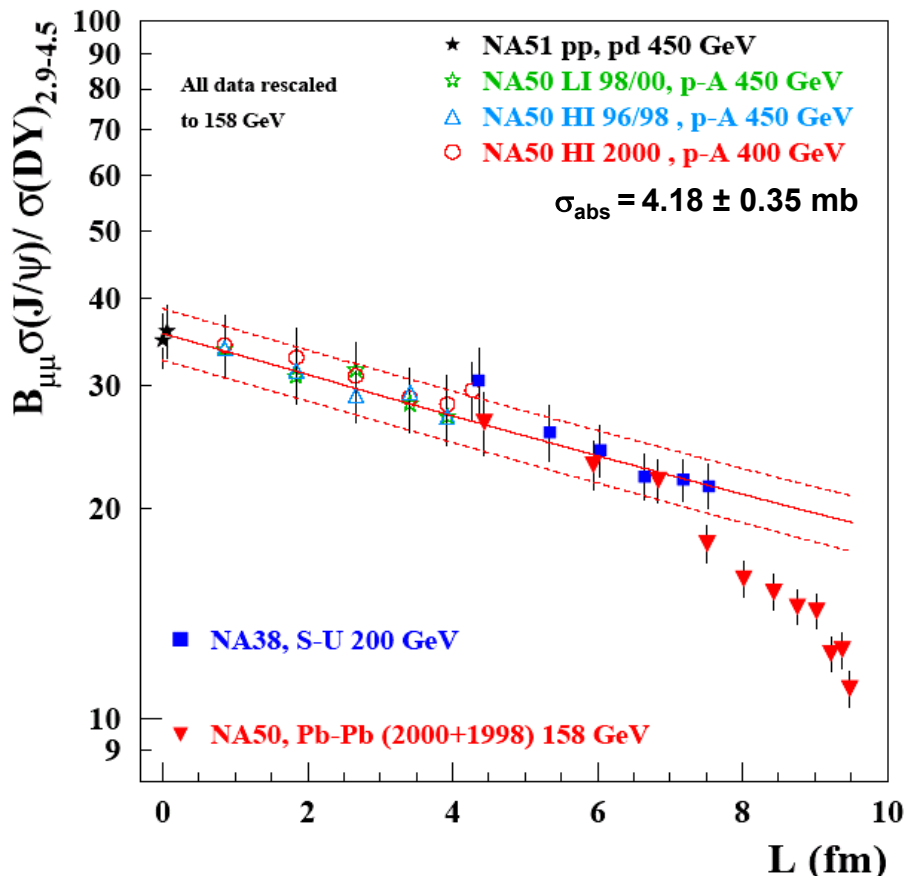 B_μμ σ(J/ψ)/ σ(DY)_2.9-4.5
100
90
80
70
60
50
40
30
20
10
9
★ NA51 pp, pd 450 GeV
☆ NA50 LI 98/00, p-A 450 GeV
△ NA50 HI 96/98 , p-A 450 GeV
○ NA50 HI 2000 , p-A 400 GeV
All data rescaled
to 158 GeV
σ_abs = 4.18 ± 0.35 mb
■ NA38, S-U 200 GeV
▼ NA50, Pb-Pb (2000+1998) 158 GeV
0 2 4 6 8 10
L (fm)